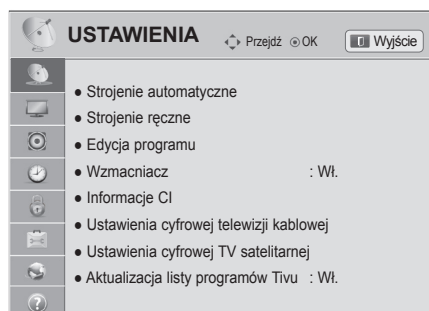 USTAWIENIA Przejdź OK Wyjście
● Strojenie automatyczne
● Strojenie ręczne
● Edycja programu
● Wzmacniacz : Wł.
● Informacje CI
● Ustawienia cyfrowej telewizji kablowej
● Ustawienia cyfrowej TV satelitarnej
● Aktualizacja listy programów Tivu : Wł.